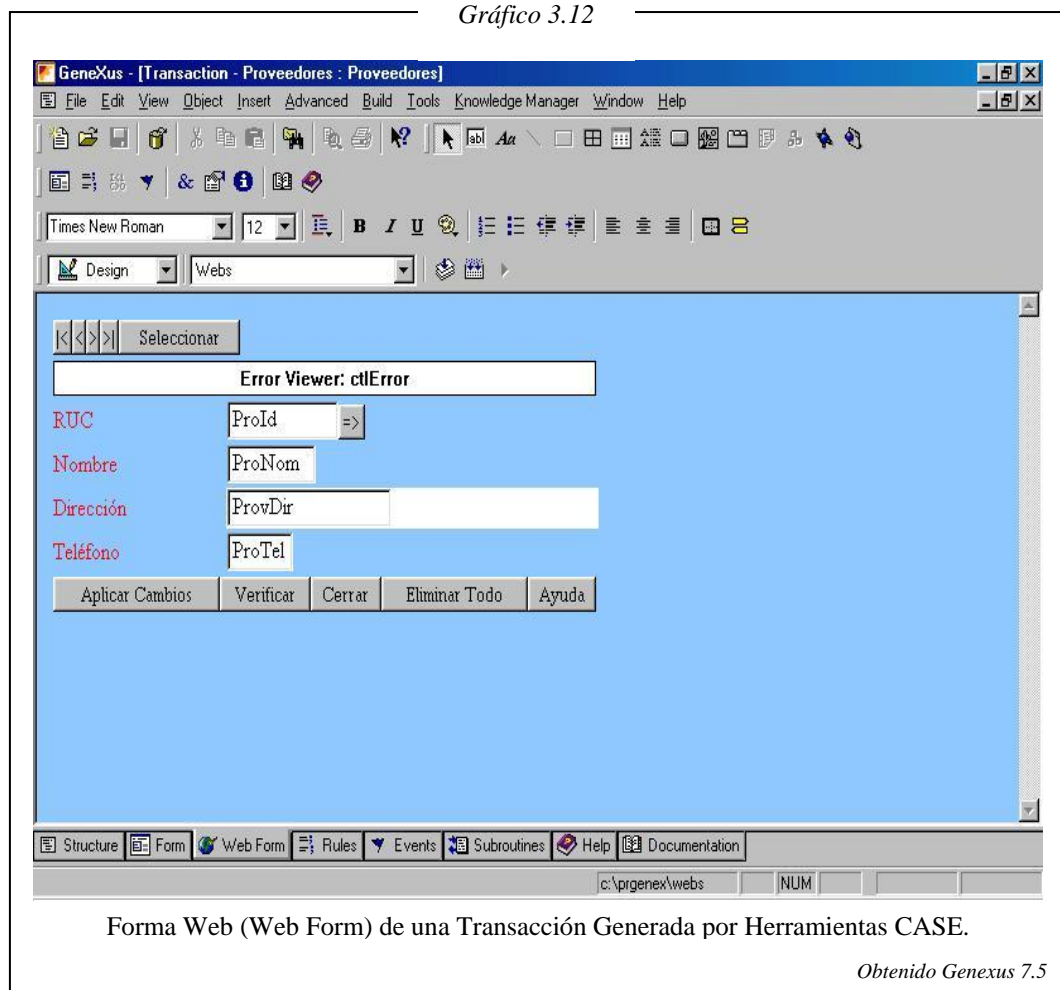 Gráfico 3.12
GeneXus - [Transaction - Proveedores : Proveedores]
File Edit View Object Insert Advanced Build Tools Knowledge Manager Window Help
Times New Roman 12 B I U
Design Webs
|< < > >| Seleccionar
Error Viewer: ctlError
RUC ProId =>
Nombre ProNom
Dirección ProvDir
Teléfono ProTel
Aplicar Cambios Verificar Cerrar Eliminar Todo Ayuda
Structure Form Web Form Rules Events Subroutines Help Documentation
c:\prgenex\webs NUM
Forma Web (Web Form) de una Transacción Generada por Herramientas CASE.
Obtenido Genexus 7.5